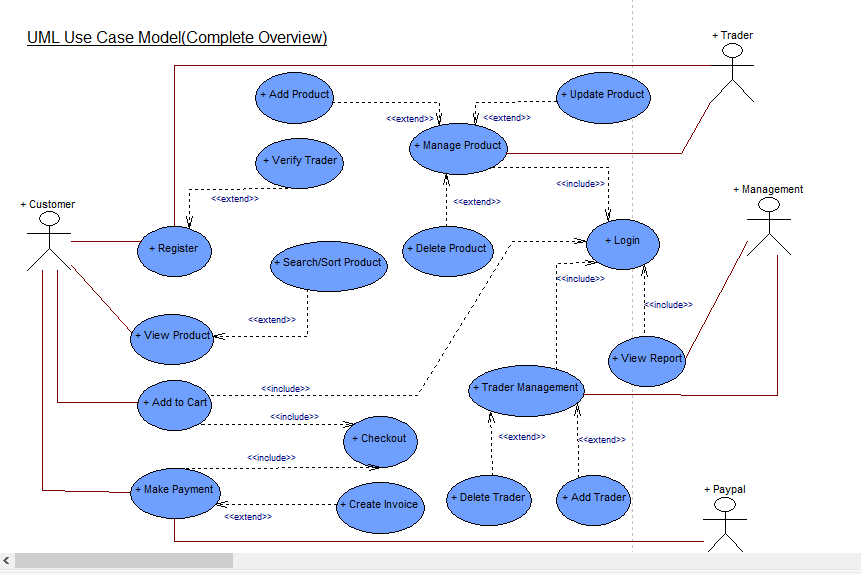 UML Use Case Model(Complete Overview)
+ Trader
+ Add Product
+ Update Product
<<extend>>
<<extend>>
+ Manage Product
+ Verify Trader
<<include>>
+ Management
<<extend>>
<<extend>>
+ Customer
+ Register
+ Delete Product
+ Login
+ Search/Sort Product
<<include>>
<<include>>
<<extend>>
+ View Product
+ View Report
<<include>>
+ Trader Management
+ Add to Cart
<<include>>
+ Checkout
<<extend>>
<<extend>>
<<include>>
+ Make Payment
+ Paypal
+ Delete Trader
+ Add Trader
+ Create Invoice
<<extend>>